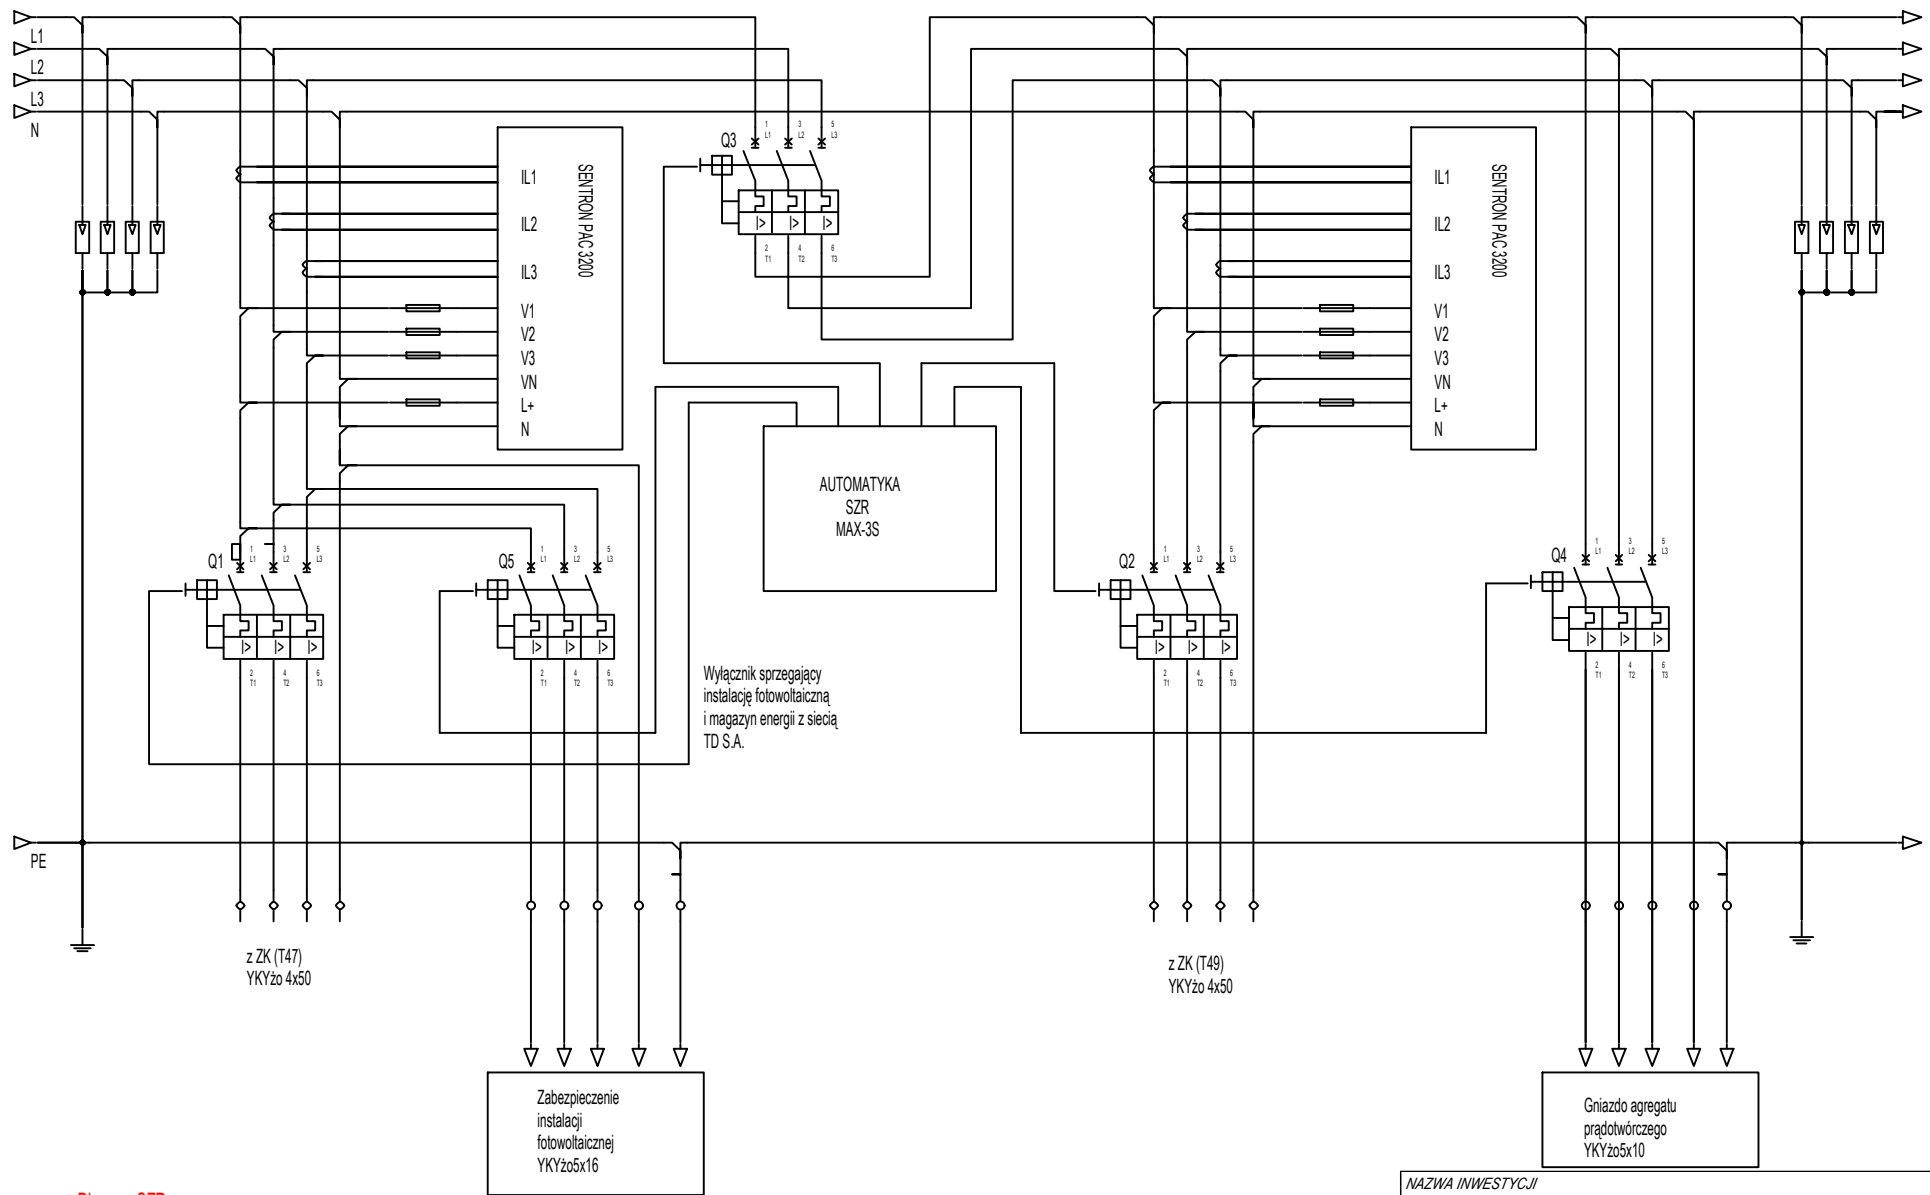 L1
L2
L3
N
IL1
IL2
IL3
V1
V2
V3
VN
L+
N
SENTRON PAC 3200
Q3
1 3 5
L1 L2 L3
I> I> I>
2 4 6
T1 T2 T3
IL1
IL2
IL3
V1
V2
V3
VN
L+
N
SENTRON PAC 3200
AUTOMATYKA
SZR
MAX-3S
Q1
1 3 5
L1 L2 L3
I> I> I>
2 4 6
T1 T2 T3
Q5
1 3 5
L1 L2 L3
I> I> I>
2 4 6
T1 T2 T3
Q2
1 3 5
L1 L2 L3
I> I> I>
2 4 6
T1 T2 T3
Q4
1 3 5
L1 L2 L3
I> I> I>
2 4 6
T1 T2 T3
Wyłącznik sprzęgający
instalację fotowoltaiczną
i magazyn energii z siecią
TD S.A.
PE
z ZK (T47)
YKYżo 4x50
z ZK (T49)
YKYżo 4x50
Zabezpieczenie
instalacji
fotowoltaicznej
YKYżo5x16
Gniazdo agregatu
prądotwórczego
YKYżo5x10
NAZWA INWESTYCJI